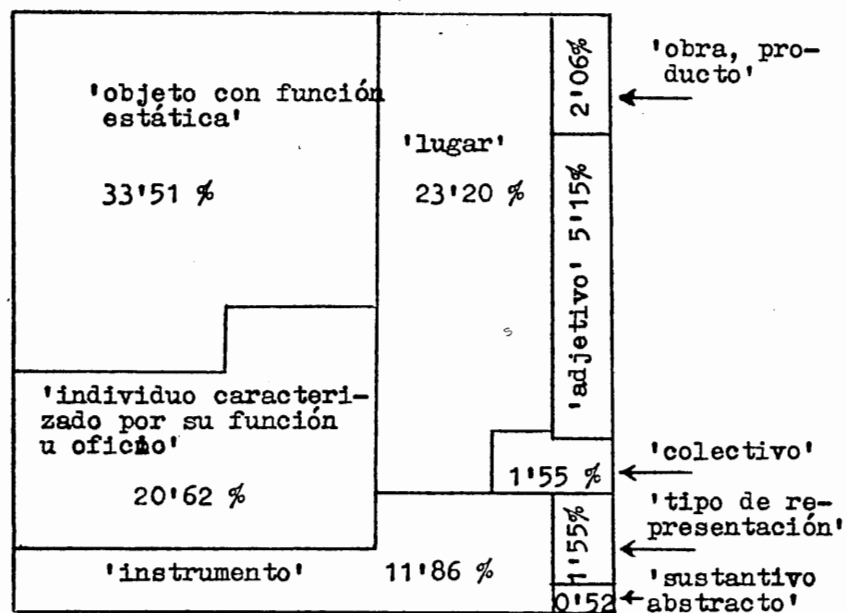 'objeto con función
estática'
33'51 %
'lugar'
23'20 %
2'06%
'obra, pro-
ducto'
'adjetivo' 5'15%
'individuo caracteri-
zado por su función
u oficio'
20'62 %
1'55 %
'colectivo'
'instrumento' 11'86 %
1'55%
'tipo de re-
presentación'
0'52
'sustantivo
abstracto'